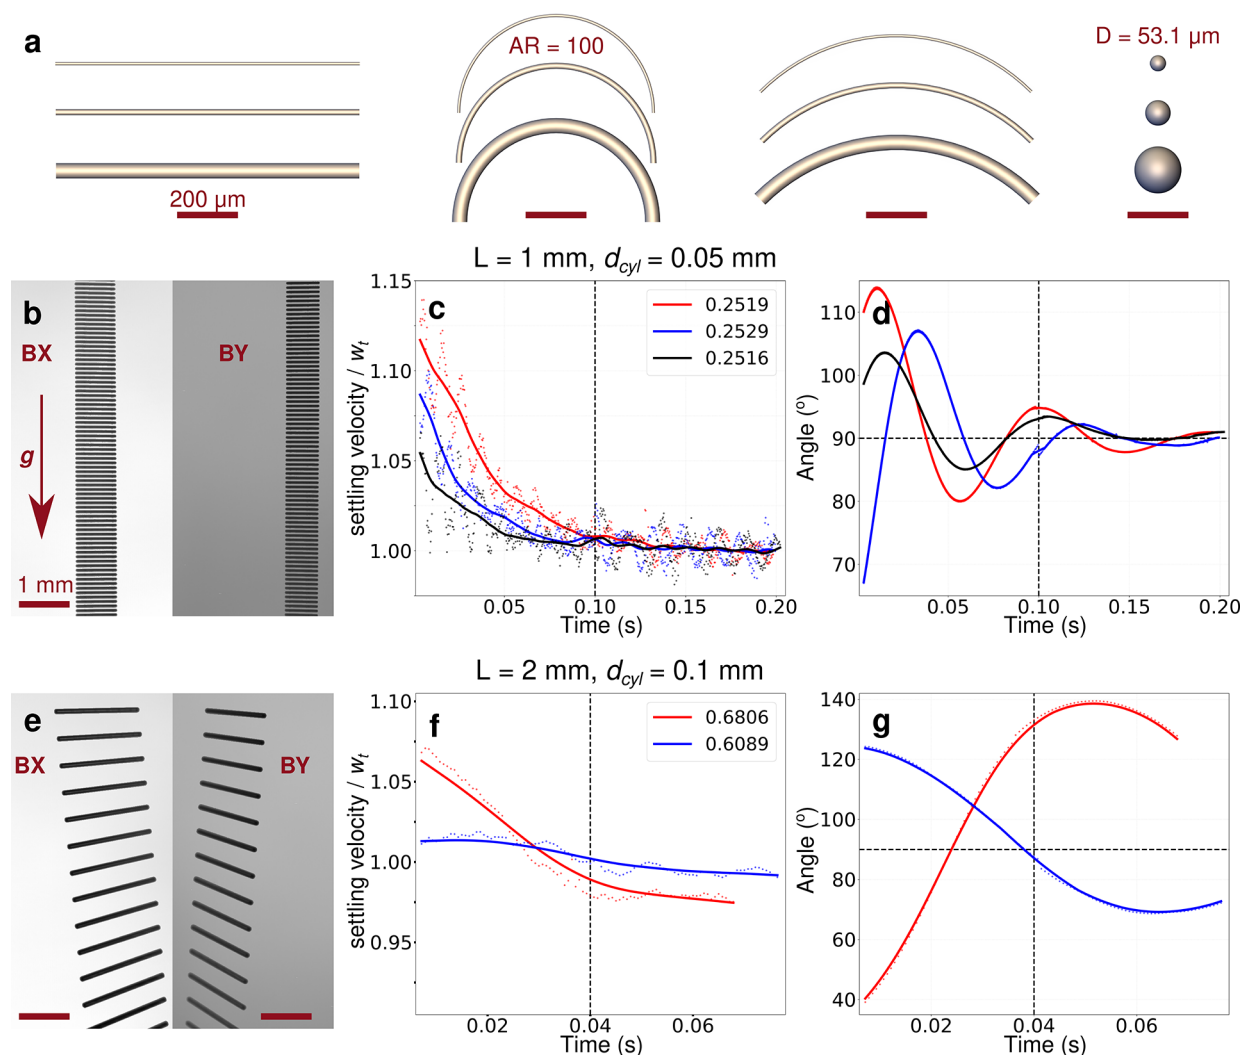 a
AR = 100
D = 53.1 µm
200 µm
L = 1 mm, dcyl = 0.05 mm
b
BX
BY
g
1 mm
c
0.2519
0.2529
0.2516
1.15
1.10
1.05
1.00
settling velocity / wt
0.05
0.10
0.15
0.20
Time (s)
d
110
100
90
80
70
Angle (º)
0.05
0.10
0.15
0.20
Time (s)
L = 2 mm, dcyl = 0.1 mm
e
BX
BY
f
0.6806
0.6089
1.10
1.05
1.00
0.95
settling velocity / wt
0.02
0.04
0.06
Time (s)
g
140
120
100
80
60
40
Angle (º)
0.02
0.04
0.06
Time (s)